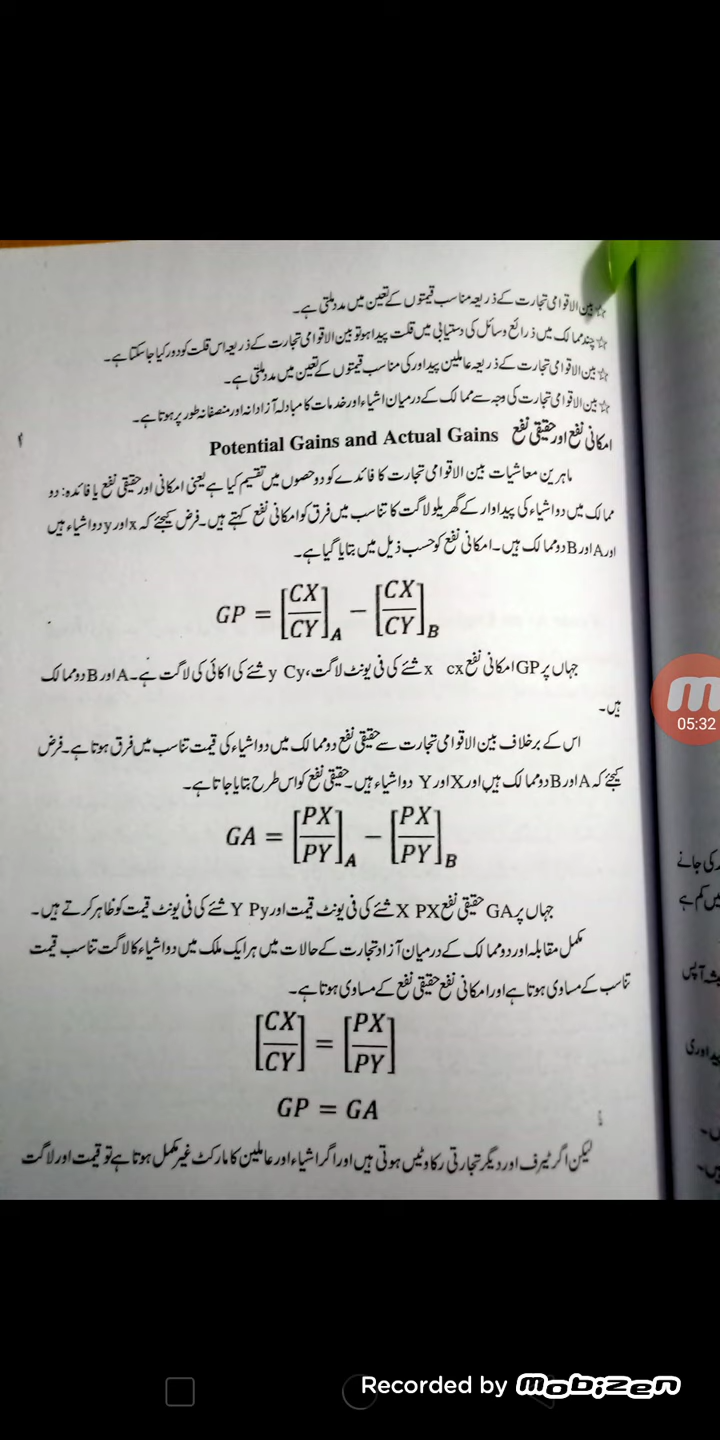 ☆ بین الاقوامی تجارت کے ذریعہ مناسب قیمتوں کے تعین میں مدد ملتی ہے۔
☆ چند ممالک میں ذرائع وسائل کی دستیابی میں قلت پیدا ہو تو بین الاقوامی تجارت کے ذریعہ اس قلت کو دور کیا جاسکتا ہے۔
☆ بین الاقوامی تجارت کے ذریعہ عاملین پیداور کی مناسب قیمتوں کے تعین میں مدد ملتی ہے۔
☆ بین الاقوامی تجارت کی وجہ سے ممالک کے درمیان اشیاء اور خدمات کا مبادلہ آزادانہ اور منصفانہ طور پر ہوتا ہے۔
امکانی نفع اور حقیقی نفع Potential Gains and Actual Gains
ماہرین معاشیات بین الاقوامی تجارت کا فائدے کو دو حصوں میں تقسیم کیا ہے یعنی امکانی اور حقیقی نفع یا فائدہ: دو
ممالک میں دو اشیاء کی پیداوار کے گھریلو لاگت کا تناسب میں فرق کو امکانی نفع کہتے ہیں۔ فرض کیجئے کہ x اور y دو اشیاء ہیں
اور A اور B دو ممالک ہیں۔ امکانی نفع کو حسب ذیل میں بتایا گیا ہے۔
GP = [CX/CY]A − [CX/CY]B
جہاں پر GP امکانی نفع x cx شئے کی فی یونٹ لاگت، y Cy شئے کی اکائی کی لاگت ہے۔ A اور B دو ممالک
ہیں۔
اس کے برخلاف بین الاقوامی تجارت سے حقیقی نفع دو ممالک میں دو اشیاء کی قیمت تناسب میں فرق ہوتا ہے۔ فرض
کیجئے کہ A اور B دو ممالک ہیں اور X اور Y دو اشیاء ہیں۔ حقیقی نفع کو اس طرح بتایا جاتا ہے۔
GA = [PX/PY]A − [PX/PY]B
جہاں پر GA حقیقی نفع X PX شئے کی فی یونٹ قیمت اور Y Py شئے کی فی یونٹ قیمت کو ظاہر کرتے ہیں۔
مکمل مقابلہ اور دو ممالک کے درمیان آزاد تجارت کے حالات میں ہر ایک ملک میں دو اشیاء کا لاگت تناسب قیمت
تناسب کے مساوی ہوتا ہے اور امکانی نفع حقیقی نفع کے مساوی ہوتا ہے۔
[CX/CY] = [PX/PY]
GP = GA
لیکن اگر ٹیرف اور دیگر تجارتی رکاوٹیں ہوتی ہیں اور اگر اشیاء اور عاملین کا مارکٹ غیر مکمل ہوتا ہے تو قیمت اور لاگت
05:32
Recorded by mobizen